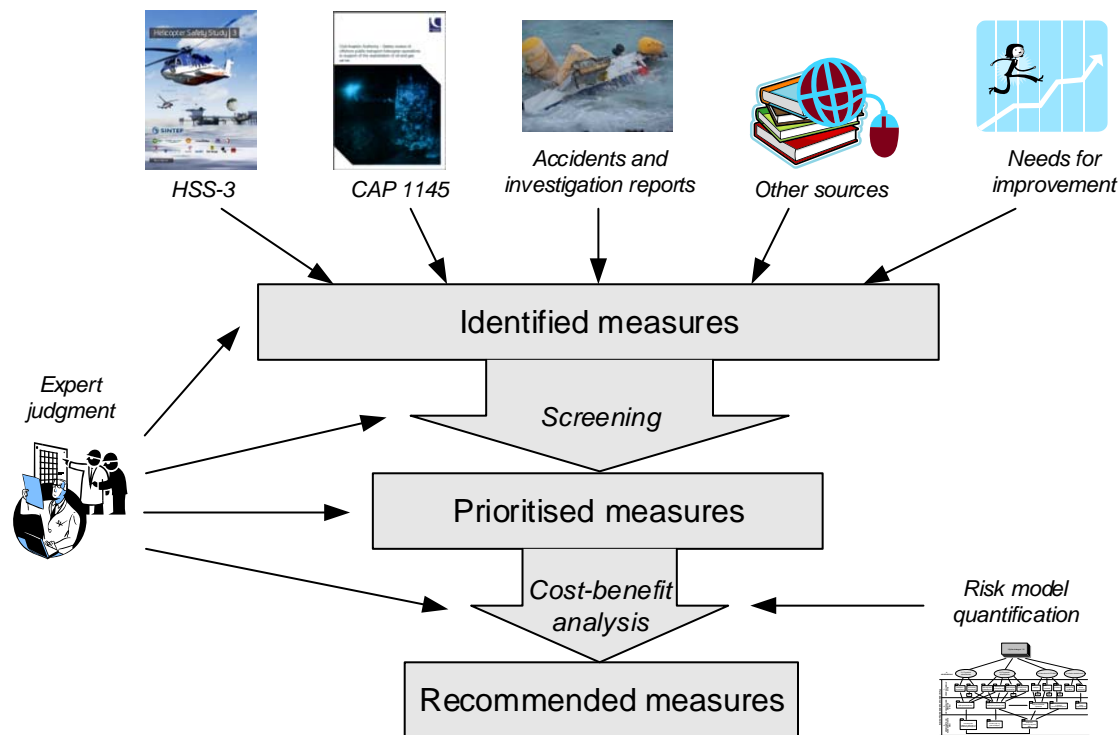 Helicopter Safety Study 3
SINTEF
HSS-3
CAP 1145
Accidents and
investigation reports
Other sources
Needs for
improvement
Identified measures
Expert
judgment
Screening
Prioritised measures
Cost-benefit
analysis
Risk model
quantification
Recommended measures